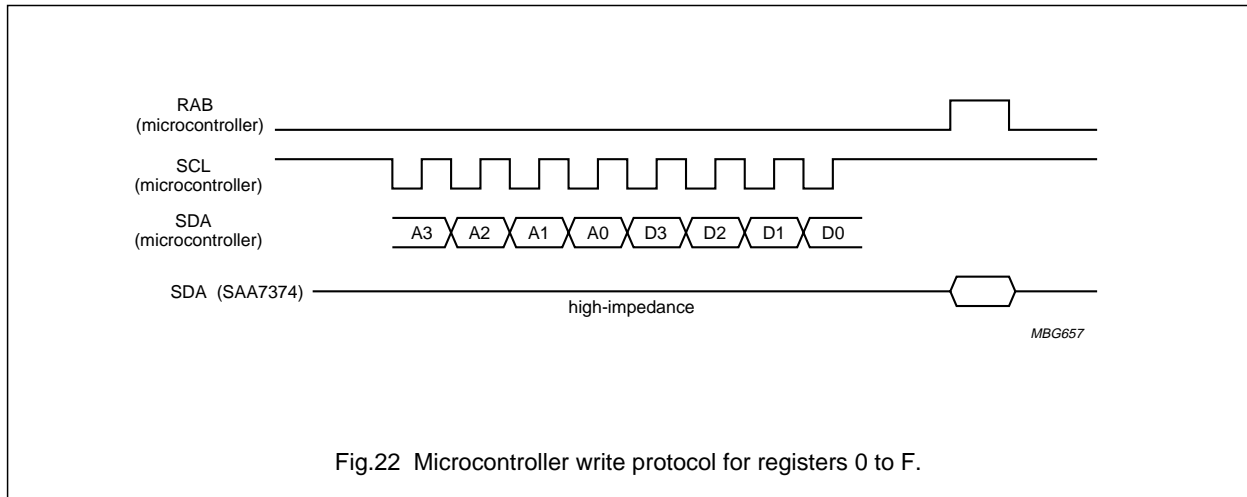 RAB
(microcontroller)
SCL
(microcontroller)
SDA
(microcontroller)
A3 A2 A1 A0 D3 D2 D1 D0
SDA (SAA7374)
high-impedance
MBG657
Fig.22 Microcontroller write protocol for registers 0 to F.